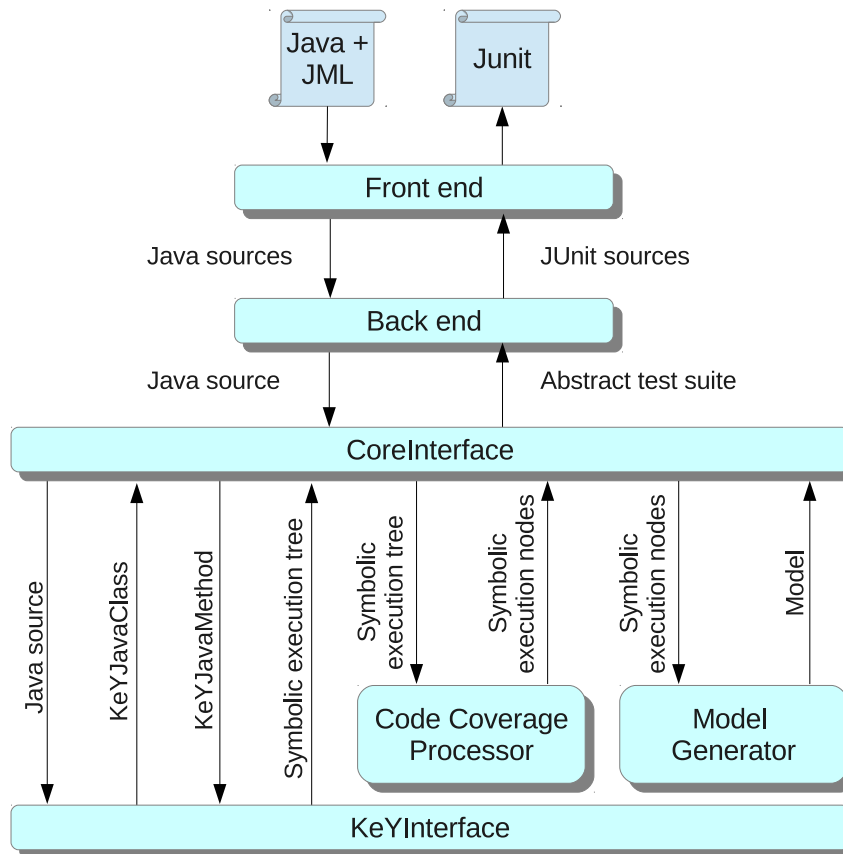 Java +
JML
Junit
Front end
Java sources
JUnit sources
Back end
Java source
Abstract test suite
CoreInterface
Java source
KeYJavaClass
KeYJavaMethod
Symbolic execution tree
Symbolic
execution tree
Symbolic
execution nodes
Symbolic
execution nodes
Model
Code Coverage
Processor
Model
Generator
KeYInterface